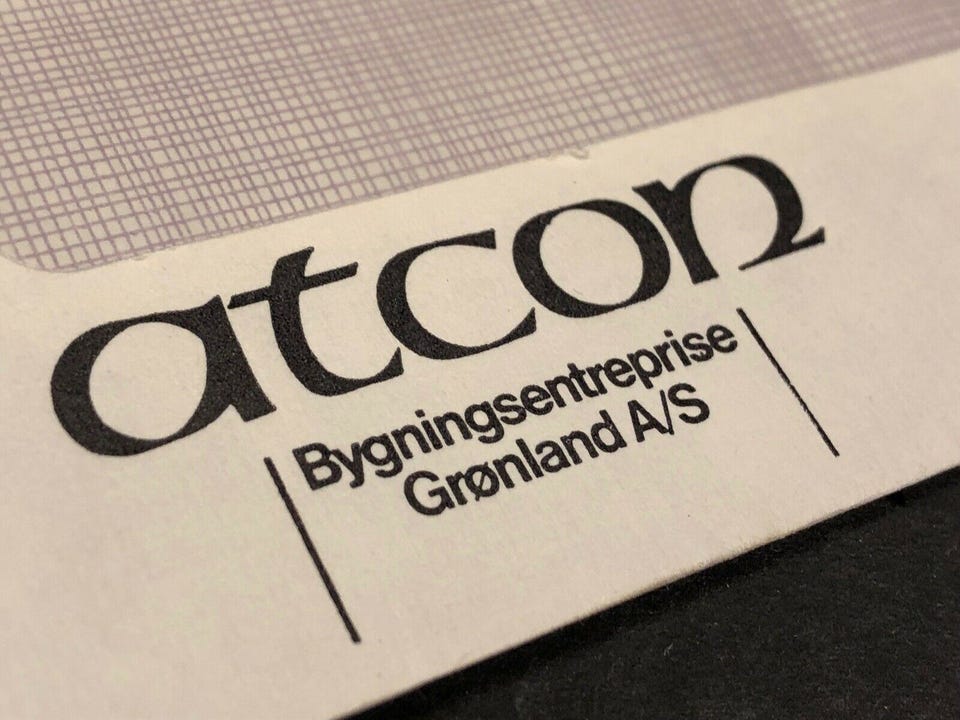 atcon
Bygningsentreprise
Grønland A/S